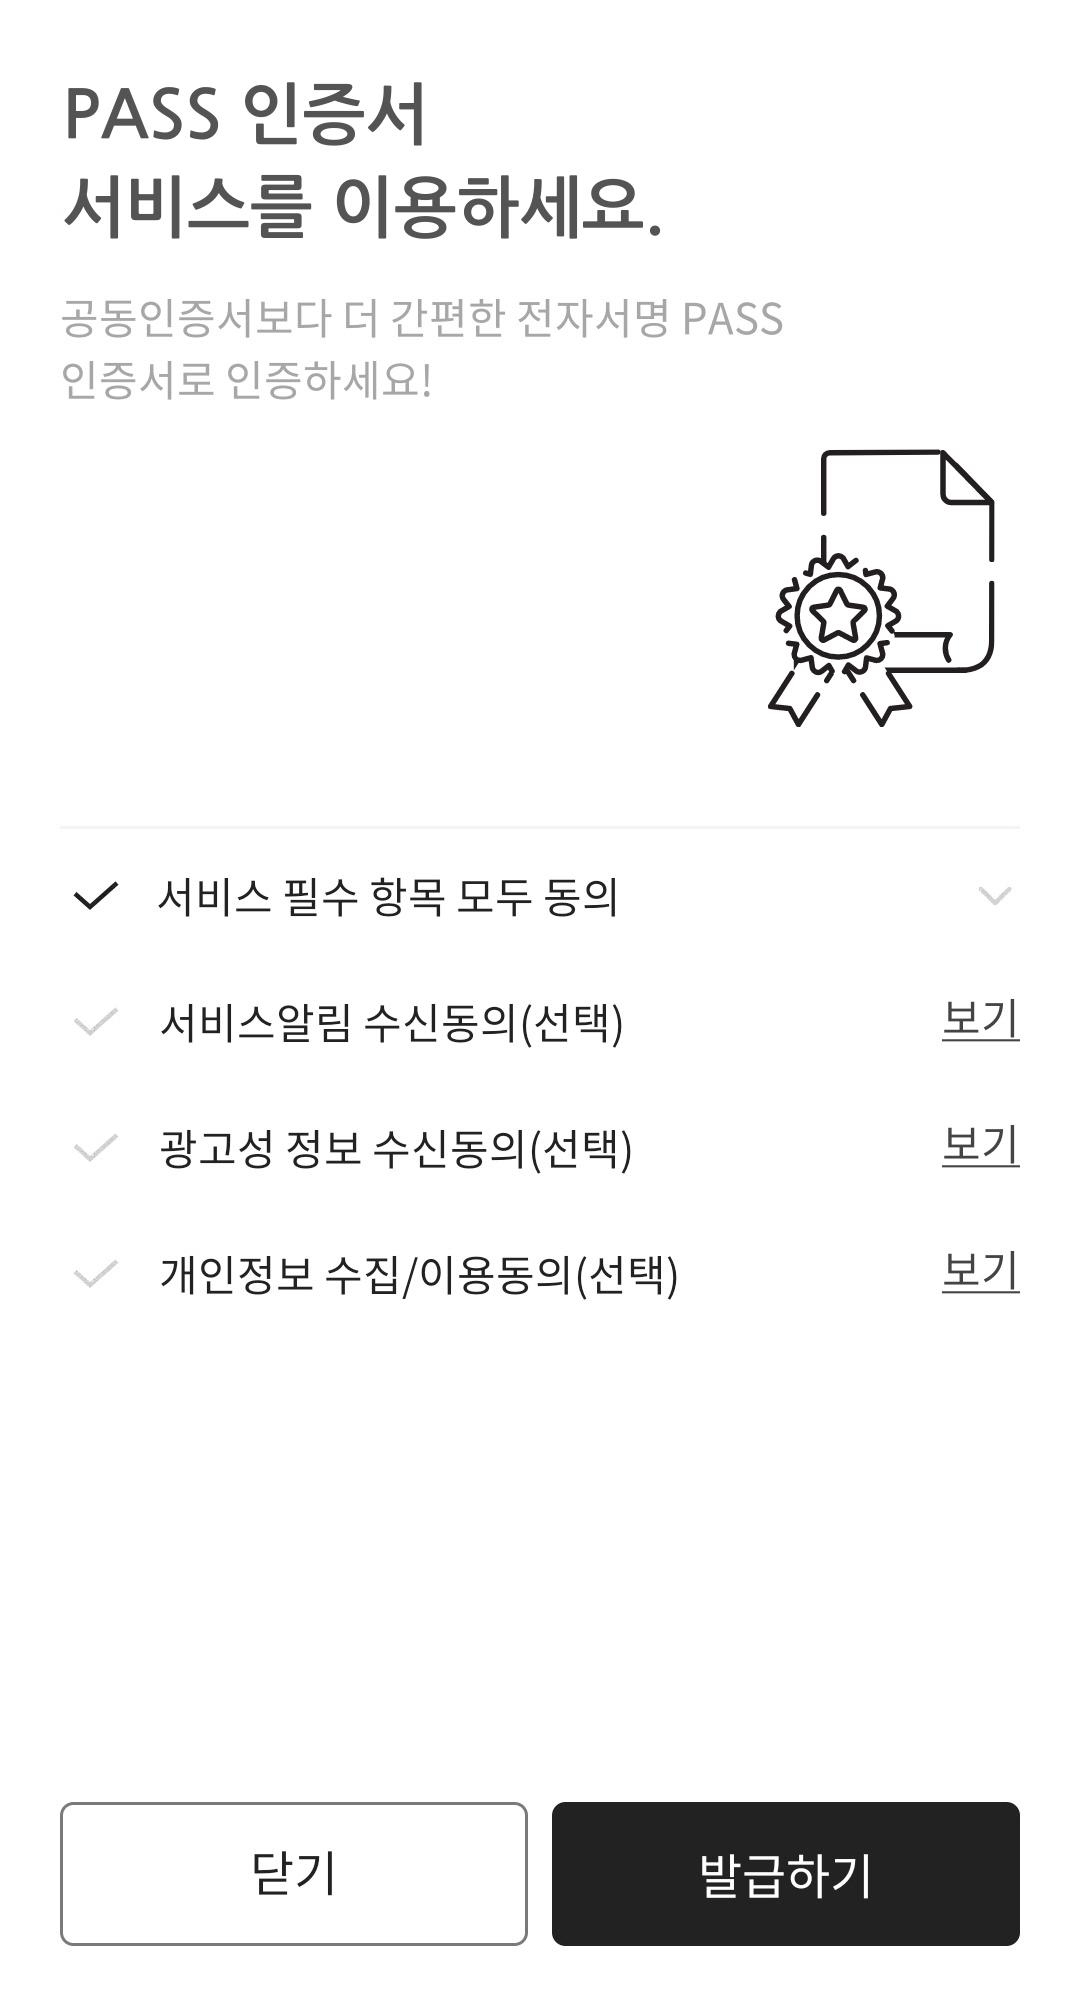 PASS 인증서
서비스를 이용하세요.
공동인증서보다 더 간편한 전자서명 PASS
인증서로 인증하세요!
서비스 필수 항목 모두 동의
서비스알림 수신동의(선택) 보기
광고성 정보 수신동의(선택) 보기
개인정보 수집/이용동의(선택) 보기
닫기 발급하기